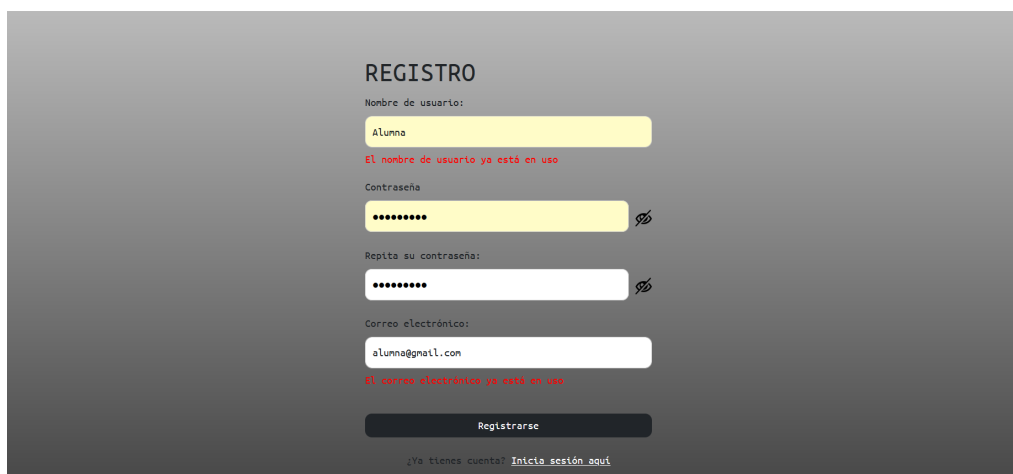 REGISTRO
Nombre de usuario:
Alumna
El nombre de usuario ya está en uso
Contraseña
•••••••••
Repita su contraseña:
•••••••••
Correo electrónico:
alumna@gmail.com
El correo electrónico ya está en uso
Registrarse
¿Ya tienes cuenta? Inicia sesión aquí